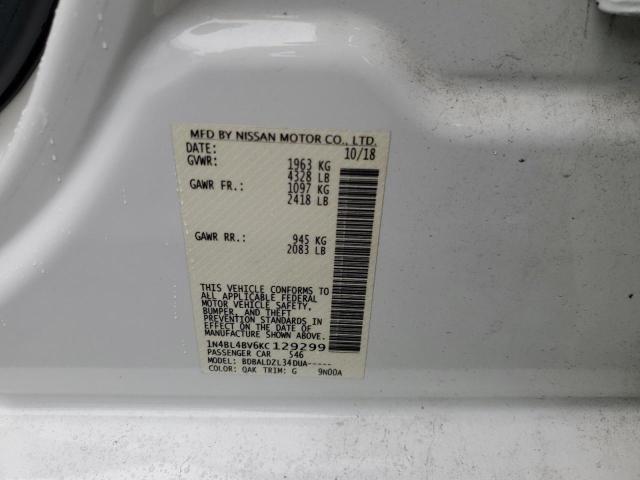 MFD BY NISSAN MOTOR CO., LTD.
DATE: 10/18
GVWR: 1963 KG
4328 LB
GAWR FR.: 1097 KG
2418 LB
GAWR RR.: 945 KG
2083 LB
THIS VEHICLE CONFORMS TO
ALL APPLICABLE FEDERAL
MOTOR VEHICLE SAFETY,
BUMPER, AND THEFT
PREVENTION STANDARDS IN
EFFECT ON THE DATE OF
MANUFACTURE SHOWN ABOVE.
1N4BL4BV6KC129299
PASSENGER CAR 546
MODEL: BDBALDZL34DUA-----
COLOR: QAK TRIM: G 9N00A